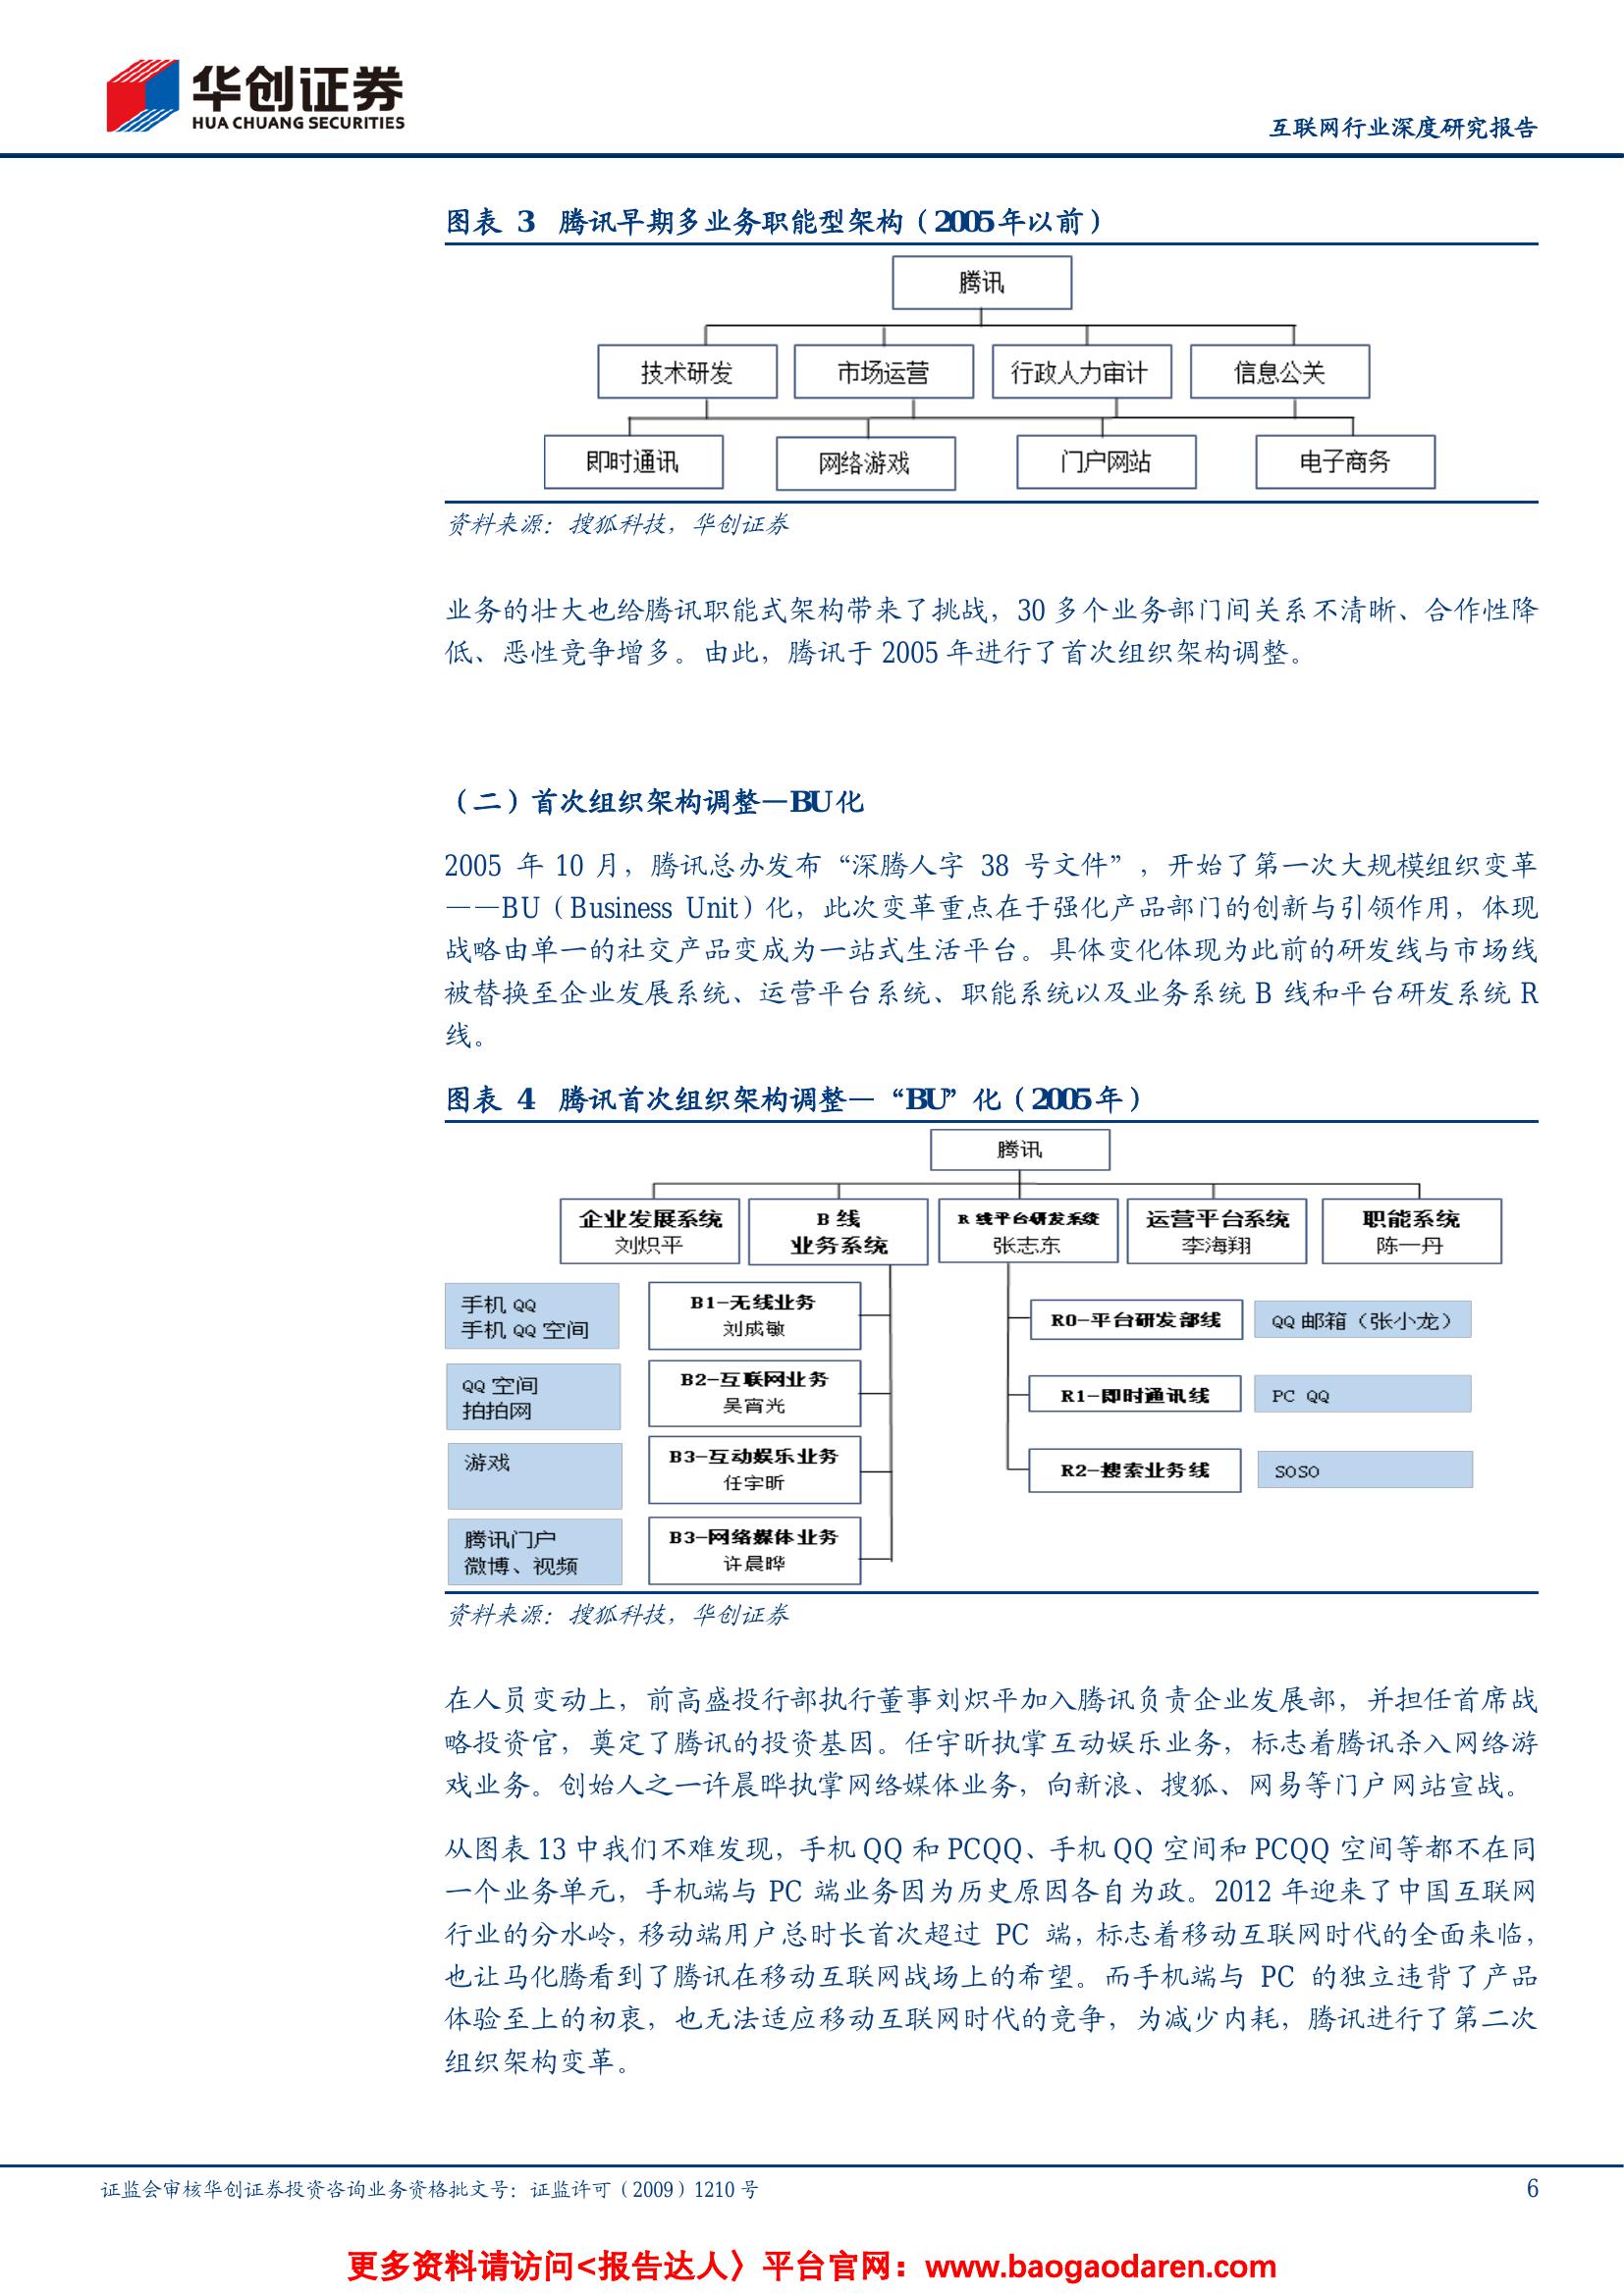 华创证券
HUA CHUANG SECURITIES
互联网行业深度研究报告
图表 3 腾讯早期多业务职能型架构（2005年以前）
腾讯
技术研发 市场运营 行政人力审计 信息公关
即时通讯 网络游戏 门户网站 电子商务
资料来源：搜狐科技，华创证券
业务的壮大也给腾讯职能式架构带来了挑战，30 多个业务部门间关系不清晰、合作性降
低、恶性竞争增多。由此，腾讯于 2005 年进行了首次组织架构调整。
（二）首次组织架构调整—BU化
2005 年 10 月，腾讯总办发布“深腾人字 38 号文件”，开始了第一次大规模组织变革
——BU（Business Unit）化，此次变革重点在于强化产品部门的创新与引领作用，体现
战略由单一的社交产品变成为一站式生活平台。具体变化体现为此前的研发线与市场线
被替换至企业发展系统、运营平台系统、职能系统以及业务系统 B 线和平台研发系统 R
线。
图表 4 腾讯首次组织架构调整—“BU”化（2005年）
腾讯
企业发展系统 B 线 R 线平台研发系统 运营平台系统 职能系统
刘炽平 业务系统 张志东 李海翔 陈一丹
手机 QQ
手机 QQ 空间
B1-无线业务
刘成敏
R0-平台研发部线 QQ 邮箱（张小龙）
QQ 空间
拍拍网
B2-互联网业务
吴宵光
R1-即时通讯线 PC QQ
游戏
B3-互动娱乐业务
任宇昕
R2-搜索业务线 SOSO
腾讯门户
微博、视频
B3-网络媒体业务
许晨晔
资料来源：搜狐科技，华创证券
在人员变动上，前高盛投行部执行董事刘炽平加入腾讯负责企业发展部，并担任首席战
略投资官，奠定了腾讯的投资基因。任宇昕执掌互动娱乐业务，标志着腾讯杀入网络游
戏业务。创始人之一许晨晔执掌网络媒体业务，向新浪、搜狐、网易等门户网站宣战。
从图表 13 中我们不难发现，手机 QQ 和 PCQQ、手机 QQ 空间和 PCQQ 空间等都不在同
一个业务单元，手机端与 PC 端业务因为历史原因各自为政。2012 年迎来了中国互联网
行业的分水岭，移动端用户总时长首次超过 PC 端，标志着移动互联网时代的全面来临，
也让马化腾看到了腾讯在移动互联网战场上的希望。而手机端与 PC 的独立违背了产品
体验至上的初衷，也无法适应移动互联网时代的竞争，为减少内耗，腾讯进行了第二次
组织架构变革。
证监会审核华创证券投资咨询业务资格批文号：证监许可（2009）1210 号 6
更多资料请访问<报告达人〉平台官网：www.baogaodaren.com